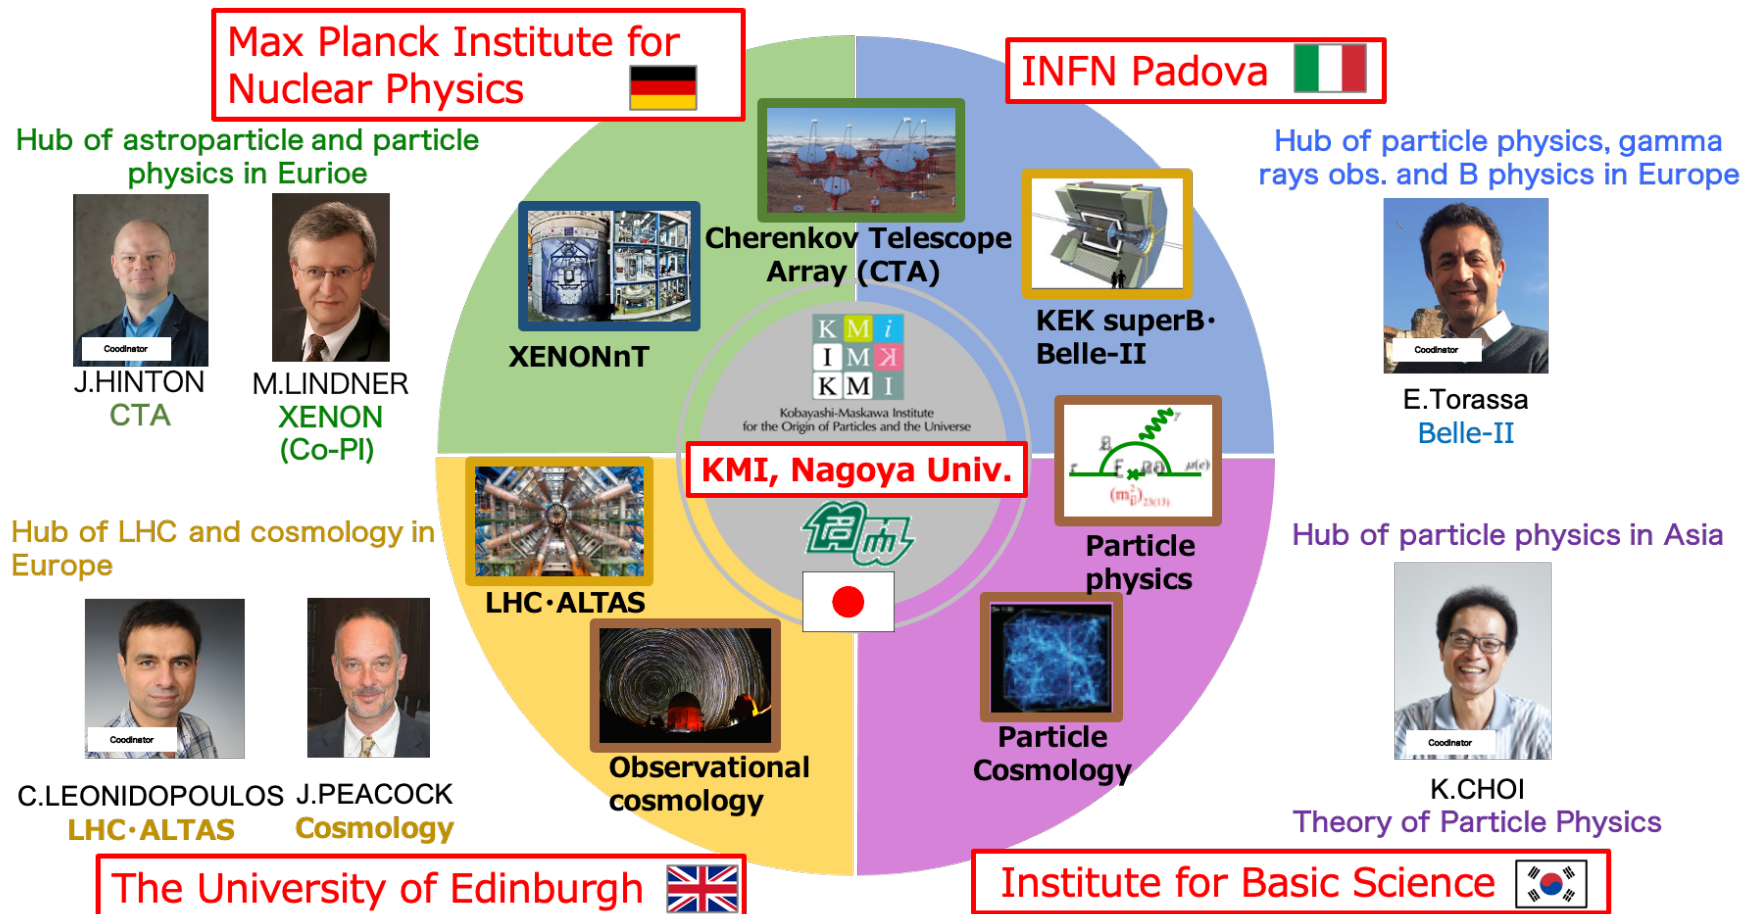 Max Planck Institute for
Nuclear Physics
INFN Padova
Hub of astroparticle and particle
physics in Eurioe
Coodinator
J.HINTON
CTA
M.LINDNER
XENON
(Co-PI)
Hub of particle physics, gamma
rays obs. and B physics in Europe
Coodinator
E.Torassa
Belle-II
Cherenkov Telescope
Array (CTA)
XENONnT
KEK superB·
Belle-II
K M i
I M K
K M I
Kobayashi-Maskawa Institute
for the Origin of Particles and the Universe
KMI, Nagoya Univ.
LHC·ALTAS
Observational
cosmology
μ(e)
Particle
physics
Particle
Cosmology
Hub of LHC and cosmology in
Europe
Coodinator
C.LEONIDOPOULOS
LHC·ALTAS
J.PEACOCK
Cosmology
Hub of particle physics in Asia
Coodinator
K.CHOI
Theory of Particle Physics
The University of Edinburgh
Institute for Basic Science